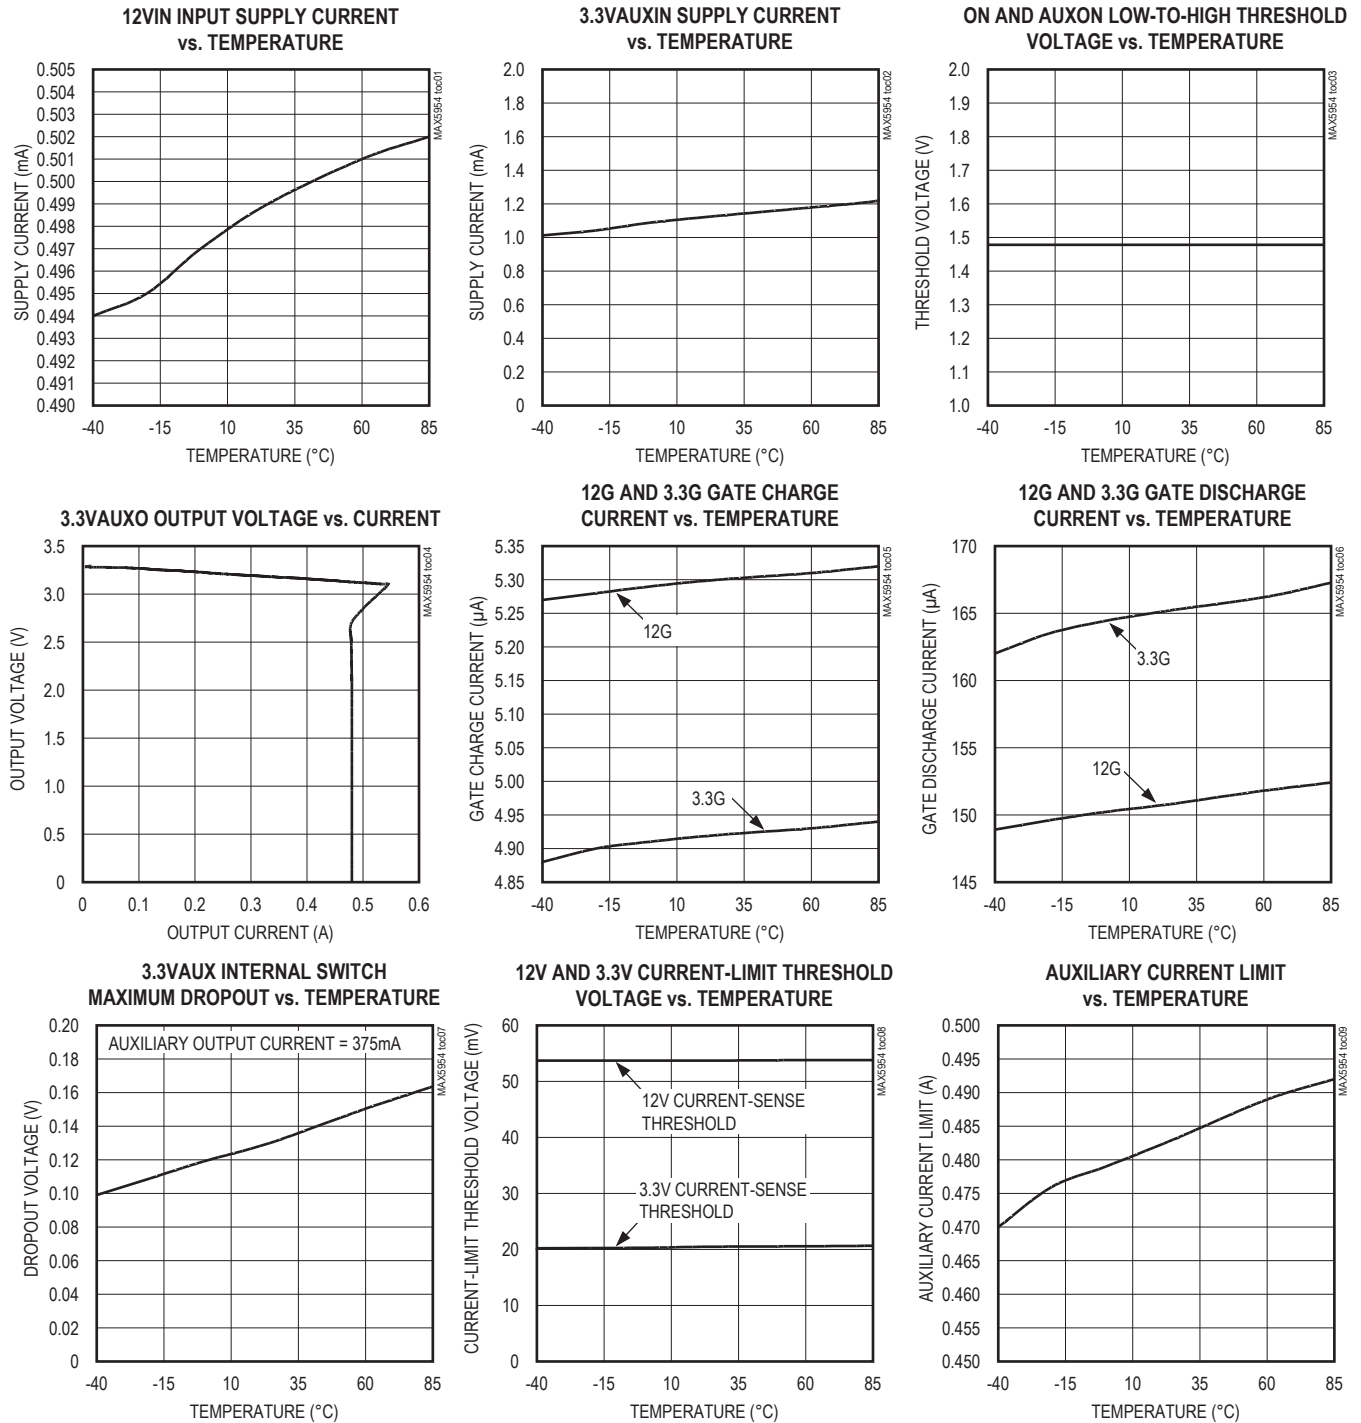 12VIN INPUT SUPPLY CURRENT
vs. TEMPERATURE
0.505
0.504
0.503
0.502
0.501
0.500
0.499
0.498
0.497
0.496
0.495
0.494
0.493
0.492
0.491
0.490
SUPPLY CURRENT (mA)
-40 -15 10 35 60 85
TEMPERATURE (°C)
MAX5954 toc01
3.3VAUXIN SUPPLY CURRENT
vs. TEMPERATURE
2.0
1.8
1.6
1.4
1.2
1.0
0.8
0.6
0.4
0.2
0
SUPPLY CURRENT (mA)
-40 -15 10 35 60 85
TEMPERATURE (°C)
MAX5954 toc02
ON AND AUXON LOW-TO-HIGH THRESHOLD
VOLTAGE vs. TEMPERATURE
2.0
1.9
1.8
1.7
1.6
1.5
1.4
1.3
1.2
1.1
1.0
THRESHOLD VOLTAGE (V)
-40 -15 10 35 60 85
TEMPERATURE (°C)
MAX5954 toc03
3.3VAUXO OUTPUT VOLTAGE vs. CURRENT
3.5
3.0
2.5
2.0
1.5
1.0
0.5
0
OUTPUT VOLTAGE (V)
0 0.1 0.2 0.3 0.4 0.5 0.6
OUTPUT CURRENT (A)
MAX5954 toc04
12G AND 3.3G GATE CHARGE
CURRENT vs. TEMPERATURE
5.35
5.30
5.25
5.20
5.15
5.10
5.05
5.00
4.95
4.90
4.85
GATE CHARGE CURRENT (µA)
12G
3.3G
-40 -15 10 35 60 85
TEMPERATURE (°C)
MAX5954 toc05
12G AND 3.3G GATE DISCHARGE
CURRENT vs. TEMPERATURE
170
165
160
155
150
145
GATE DISCHARGE CURRENT (µA)
3.3G
12G
-40 -15 10 35 60 85
TEMPERATURE (°C)
MAX5954 toc06
3.3VAUX INTERNAL SWITCH
MAXIMUM DROPOUT vs. TEMPERATURE
0.20
0.18
0.16
0.14
0.12
0.10
0.08
0.06
0.04
0.02
0
DROPOUT VOLTAGE (V)
AUXILIARY OUTPUT CURRENT = 375mA
-40 -15 10 35 60 85
TEMPERATURE (°C)
MAX5954 toc07
12V AND 3.3V CURRENT-LIMIT THRESHOLD
VOLTAGE vs. TEMPERATURE
60
50
40
30
20
10
0
CURRENT-LIMIT THRESHOLD VOLTAGE (mV)
12V CURRENT-SENSE
THRESHOLD
3.3V CURRENT-SENSE
THRESHOLD
-40 -15 10 35 60 85
TEMPERATURE (°C)
MAX5954 toc08
AUXILIARY CURRENT LIMIT
vs. TEMPERATURE
0.500
0.495
0.490
0.485
0.480
0.475
0.470
0.465
0.460
0.455
0.450
AUXILIARY CURRENT LIMIT (A)
-40 -15 10 35 60 85
TEMPERATURE (°C)
MAX5954 toc09